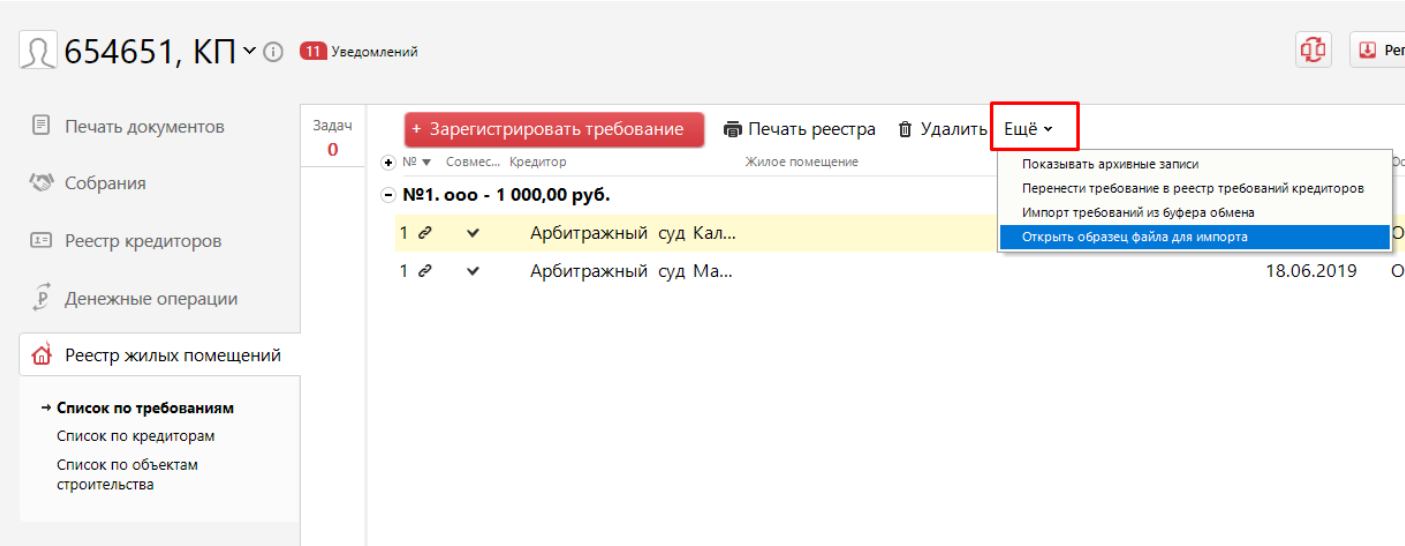 654651, КП
11 Уведомлений
Печать документов
Собрания
Реестр кредиторов
Денежные операции
Реестр жилых помещений
→ Список по требованиям
Список по кредиторам
Список по объектам
строительства
Задач
0
+ Зарегистрировать требование
Печать реестра
Удалить
Ещё
№ ▼ Совмес... Кредитор Жилое помещение
Показывать архивные записи
Перенести требование в реестр требований кредиторов
Импорт требований из буфера обмена
Открыть образец файла для импорта
№1. ооо - 1 000,00 руб.
1 Арбитражный суд Кал...
1 Арбитражный суд Ма... 18.06.2019